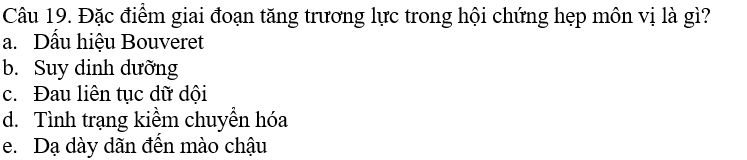 Câu 19. Đặc điểm giai đoạn tăng trương lực trong hội chứng hẹp môn vị là gì?
a. Dấu hiệu Bouveret
b. Suy dinh dưỡng
c. Đau liên tục dữ dội
d. Tình trạng kiềm chuyển hóa
e. Dạ dày dãn đến mào chậu